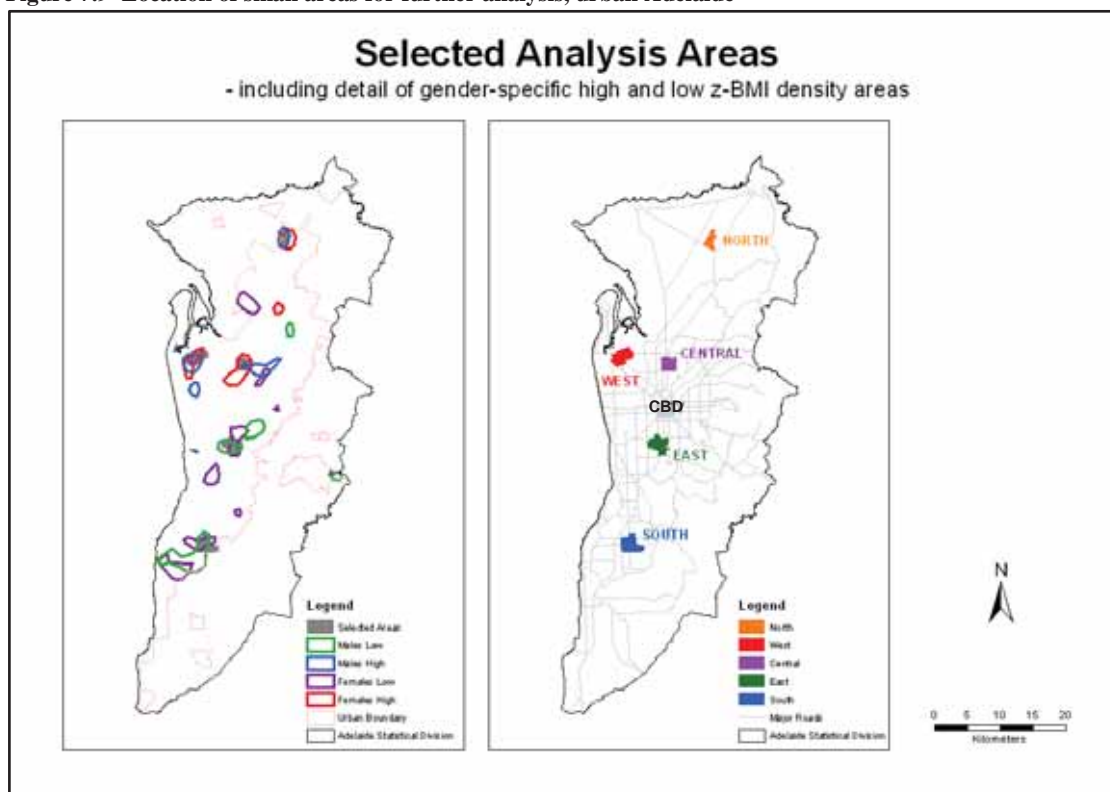 Figure 7.9 Location of small areas for further analysis, urban Adelaide
Selected Analysis Areas
- including detail of gender-specific high and low z-BMI density areas
Legend
Selected Areas
Males Low
Males High
Females Low
Females High
Urban Boundary
Adelaide Statistical Division
NORTH
CENTRAL
WEST
CBD
EAST
SOUTH
Legend
North
West
Central
East
South
Major Roads
Adelaide Statistical Division
N
0 5 10 15 20
Kilometers